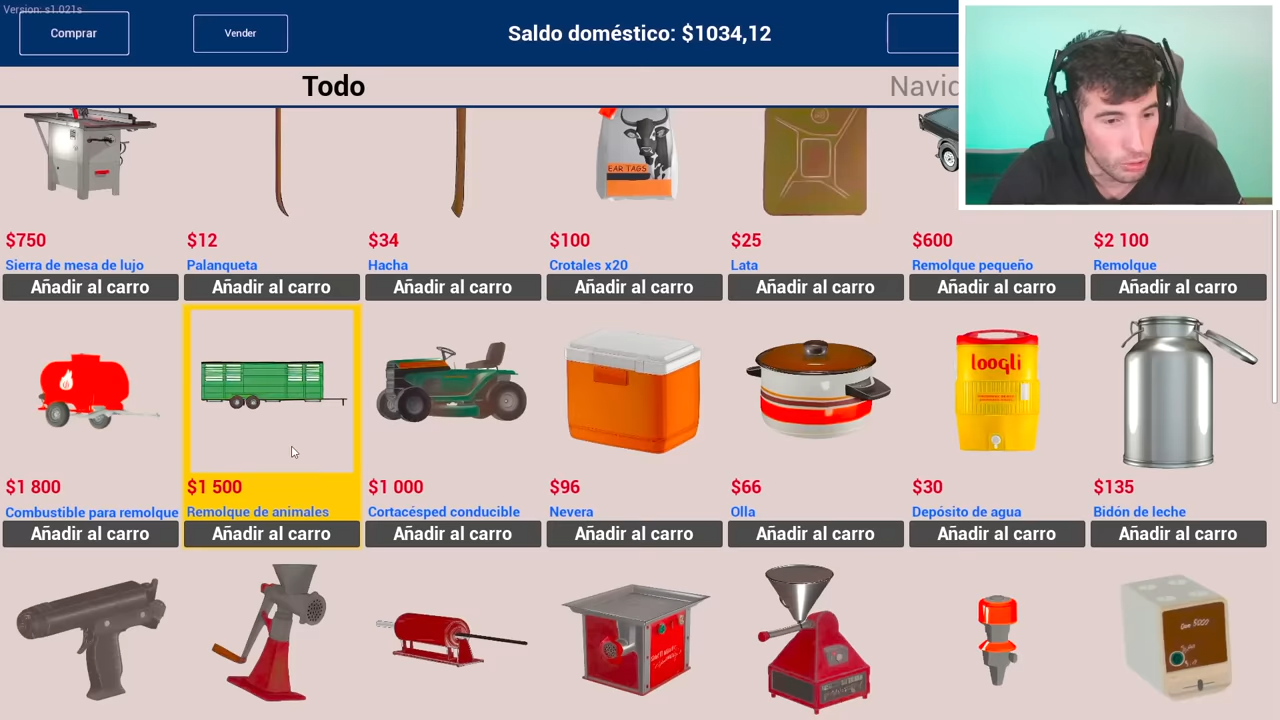 Version: s1.021s
Comprar
Vender
Saldo doméstico: $1034,12
Todo
Navid
EAR TAGS
$750
$12
$34
$100
$25
$600
$2 100
Sierra de mesa de lujo
Palanqueta
Hacha
Crotales x20
Lata
Remolque pequeño
Remolque
Añadir al carro
Añadir al carro
Añadir al carro
Añadir al carro
Añadir al carro
Añadir al carro
Añadir al carro
loogli
$1 800
$1 500
$1 000
$96
$66
$30
$135
Combustible para remolque
Remolque de animales
Cortacésped conducible
Nevera
Olla
Depósito de agua
Bidón de leche
Añadir al carro
Añadir al carro
Añadir al carro
Añadir al carro
Añadir al carro
Añadir al carro
Añadir al carro